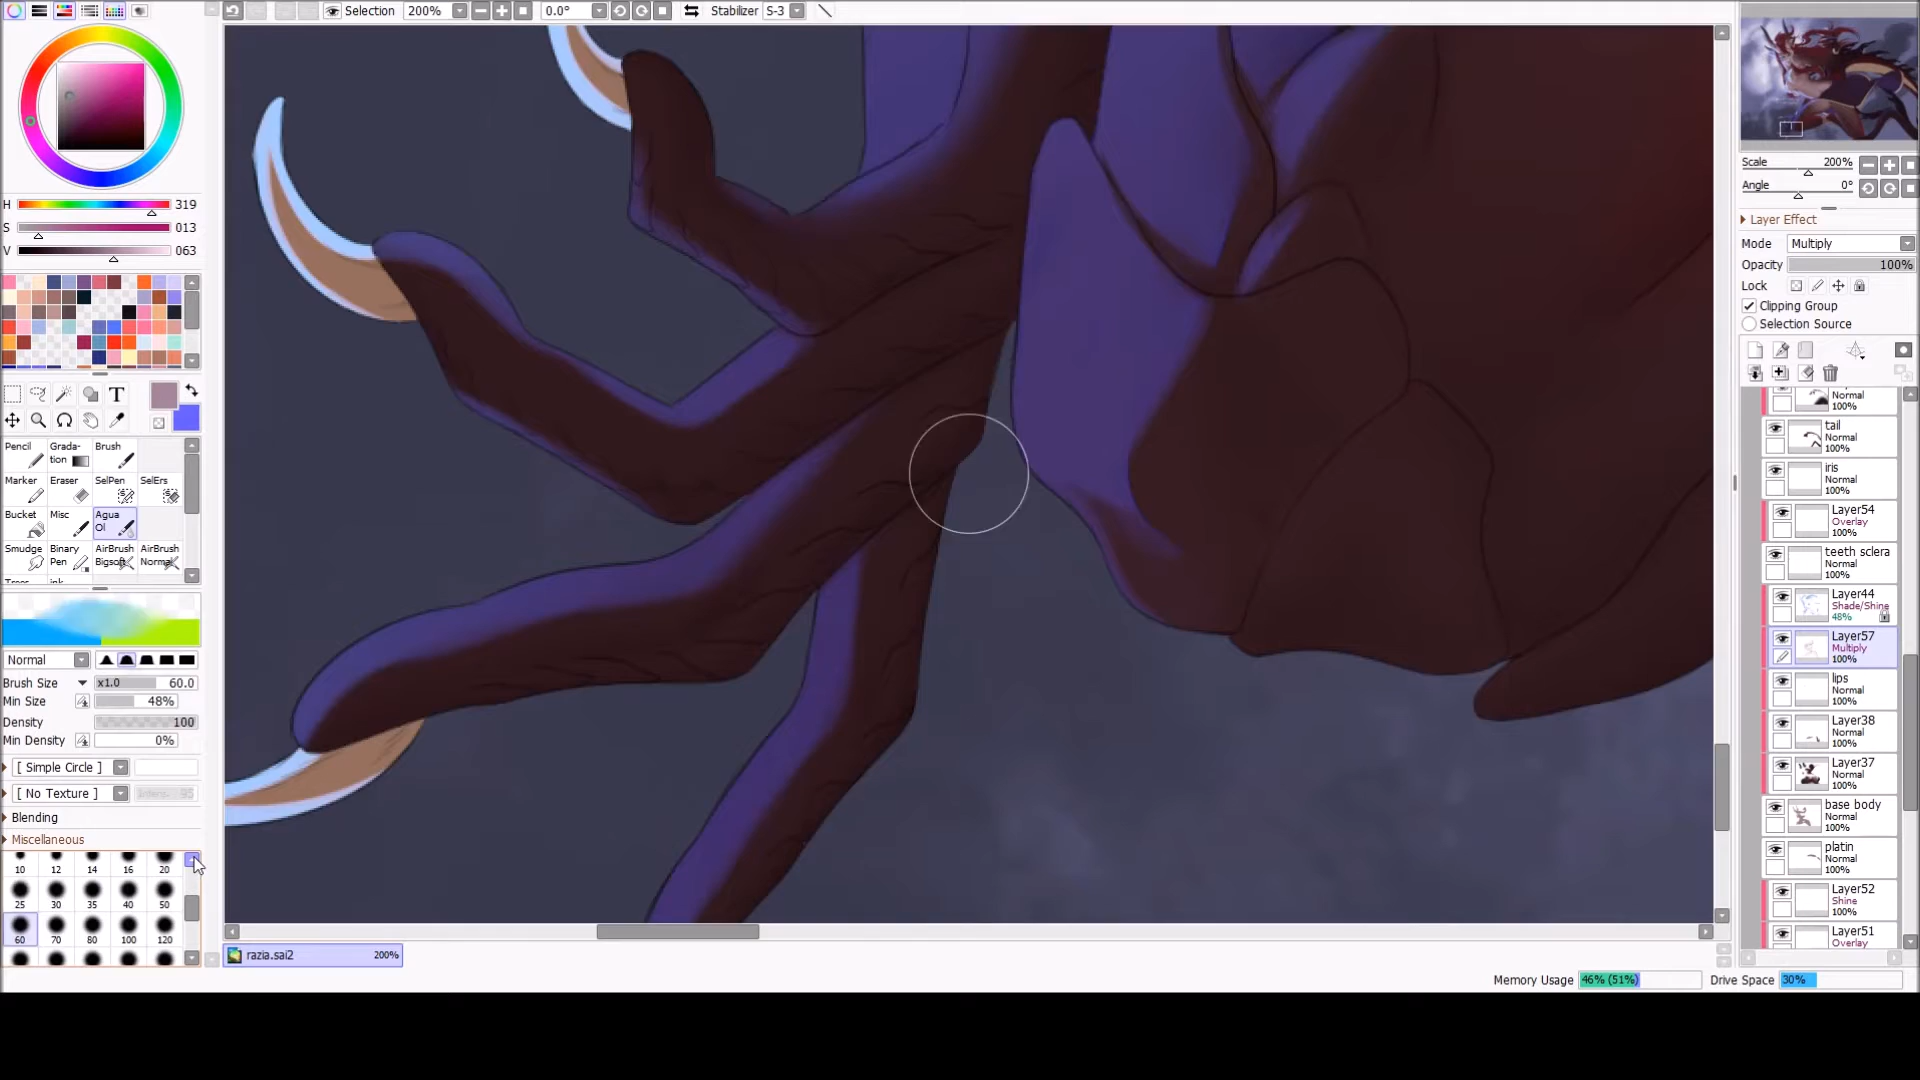 Selection 200% 0.0° Stabilizer S-3
H 319
S 013
V 063
T
Pencil Grada- tion Brush
Marker Eraser SelPen SelErs
Bucket Misc Agua Ol
Smudge Binary Pen AirBrush Bigsoft AirBrush Normal
Normal
Brush Size x1.0 60.0
Min Size 48%
Density 100
Min Density 0%
[ Simple Circle ]
[ No Texture ] 95
Blending
Miscellaneous
10 12 14 16 20
25 30 35 40 50
60 70 80 100 120
razia.sai2 200%
Scale 200%
Angle 0°
Layer Effect
Mode Multiply
Opacity 100%
Lock
Clipping Group
Selection Source
Normal
100%
tail
Normal
100%
iris
Normal
100%
Layer54
Overlay
100%
teeth sclera
Normal
100%
Layer44
Shade/Shine
48%
Layer57
Multiply
100%
lips
Normal
100%
Layer38
Normal
100%
Layer37
Normal
100%
base body
Normal
100%
platin
Normal
100%
Layer52
Shine
100%
Layer51
Overlay
Memory Usage 46% (51%) Drive Space 30%